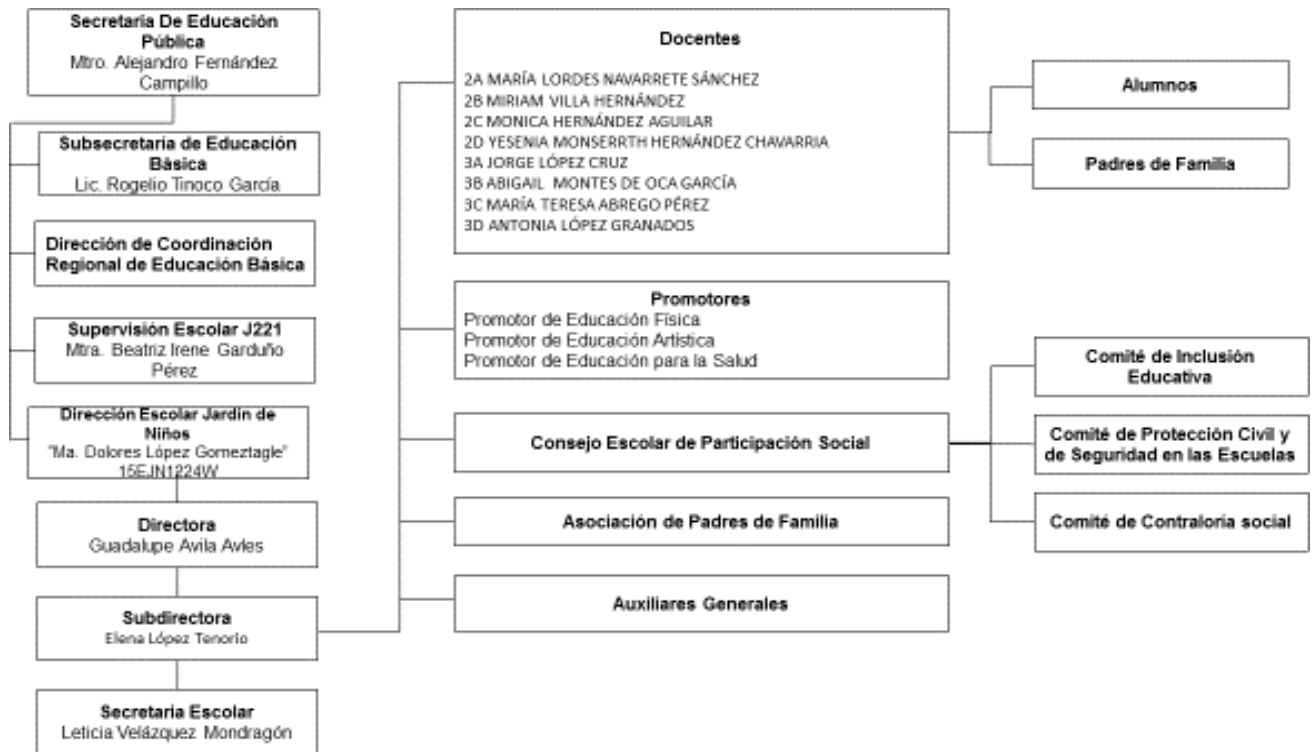 Secretaria De Educación
Pública
Mtro. Alejandro Fernández
Campillo
Subsecretaría de Educación
Básica
Lic. Rogelio Tinoco García
Dirección de Coordinación
Regional de Educación Básica
Supervisión Escolar J221
Mtra. Beatriz Irene Garduño
Pérez
Dirección Escolar Jardín de
Niños
"Ma. Dolores López Gomeztagle"
15EJN1224W
Directora
Guadalupe Avila Avles
Subdirectora
Elena López Tenorio
Secretaria Escolar
Leticia Velázquez Mondragón
Docentes
2A MARÍA LORDES NAVARRETE SÁNCHEZ
2B MIRIAM VILLA HERNÁNDEZ
2C MONICA HERNÁNDEZ AGUILAR
2D YESENIA MONSERRTH HERNÁNDEZ CHAVARRIA
3A JORGE LÓPEZ CRUZ
3B ABIGAIL MONTES DE OCA GARCÍA
3C MARÍA TERESA ABREGO PÉREZ
3D ANTONIA LÓPEZ GRANADOS
Promotores
Promotor de Educación Física
Promotor de Educación Artística
Promotor de Educación para la Salud
Consejo Escolar de Participación Social
Asociación de Padres de Familia
Auxiliares Generales
Alumnos
Padres de Familia
Comité de Inclusión
Educativa
Comité de Protección Civil y
de Seguridad en las Escuelas
Comité de Contraloría social